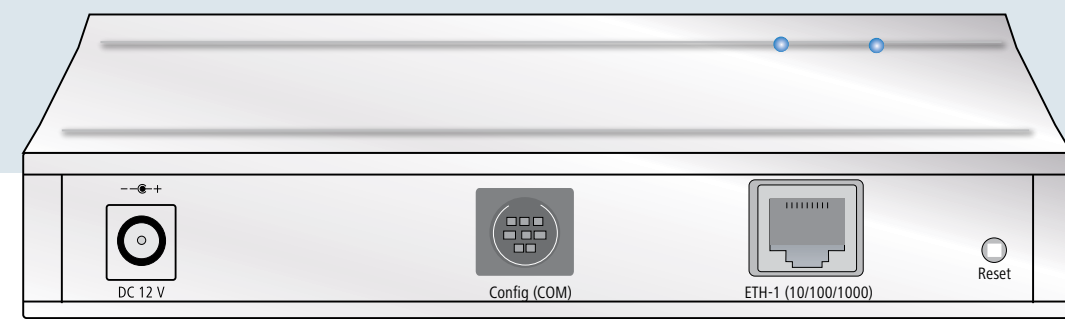 DC 12 V
Config (COM)
ETH-1 (10/100/1000)
Reset